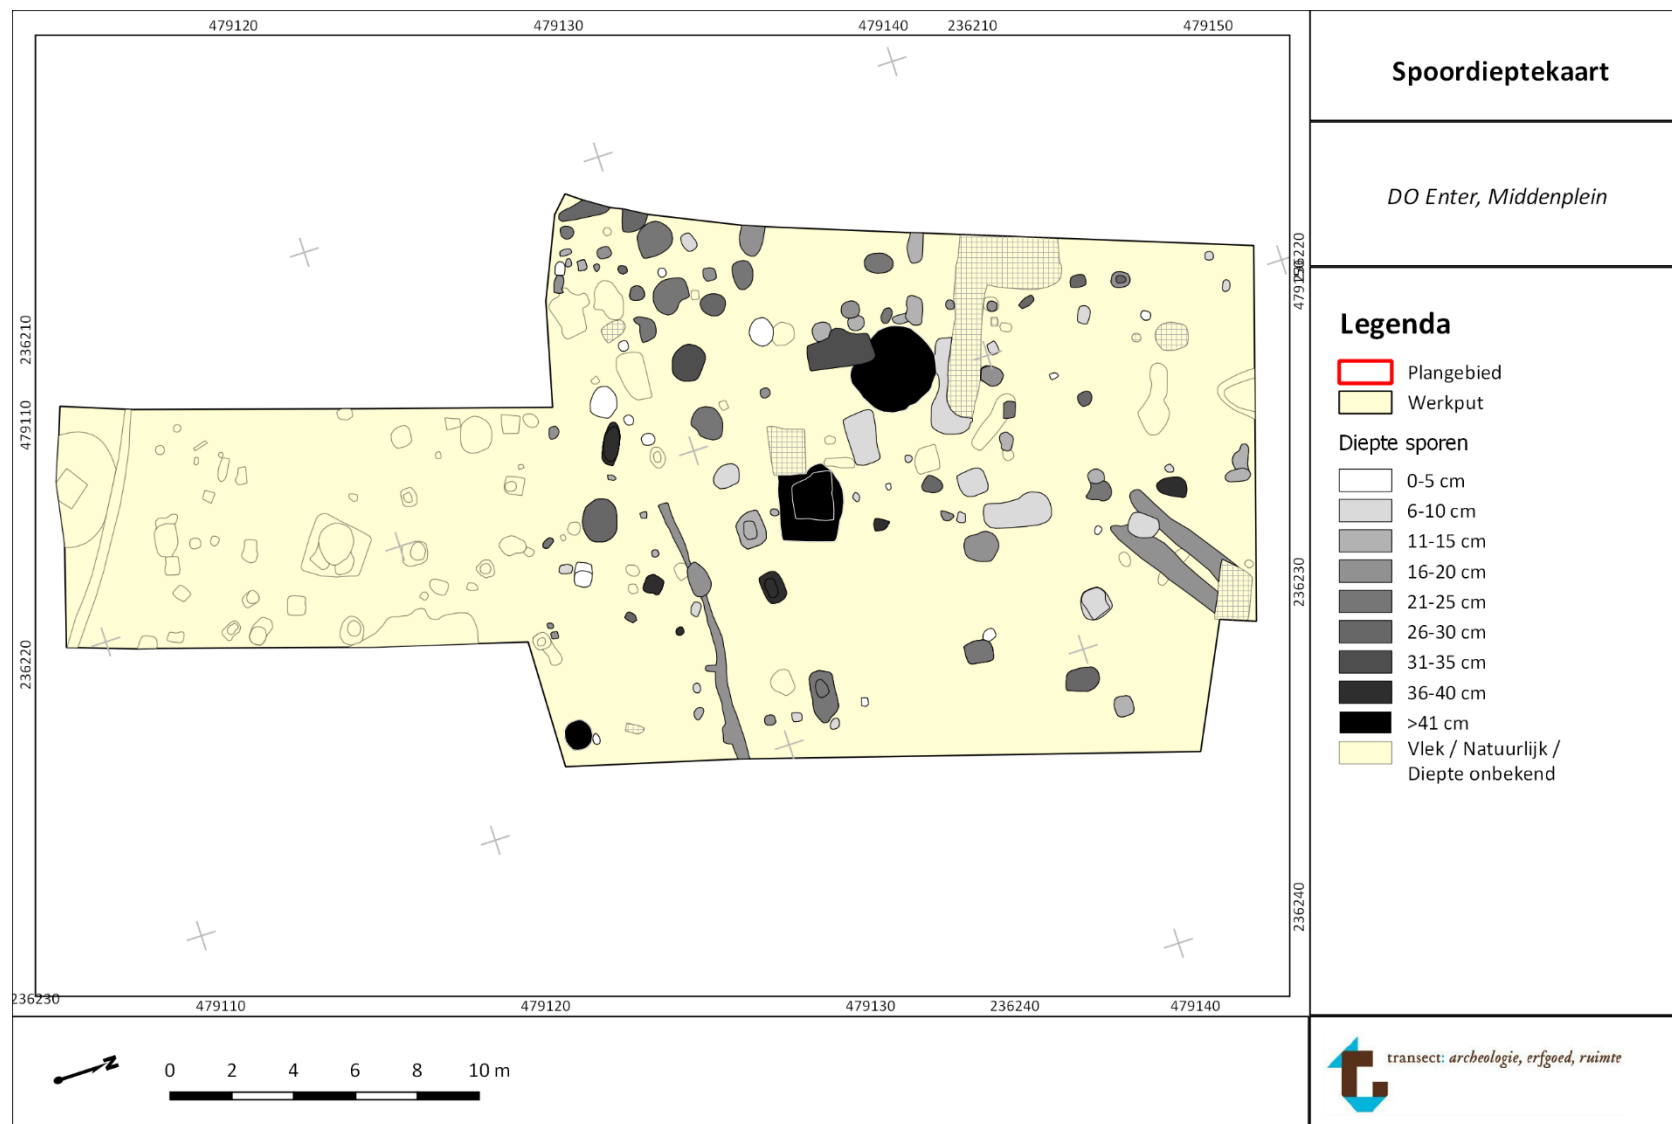 479120 479130 479140 236210 479150
Spoordieptekaart
DO Enter, Middenplein
236220
479150
236210
479110
236220
236230
236240
Legenda
Plangebied
Werkput
Diepte sporen
0-5 cm
6-10 cm
11-15 cm
16-20 cm
21-25 cm
26-30 cm
31-35 cm
36-40 cm
>41 cm
Vlek / Natuurlijk /
Diepte onbekend
236230
479110 479120 479130 236240 479140
N
0 2 4 6 8 10 m
transect: archeologie, erfgoed, ruimte